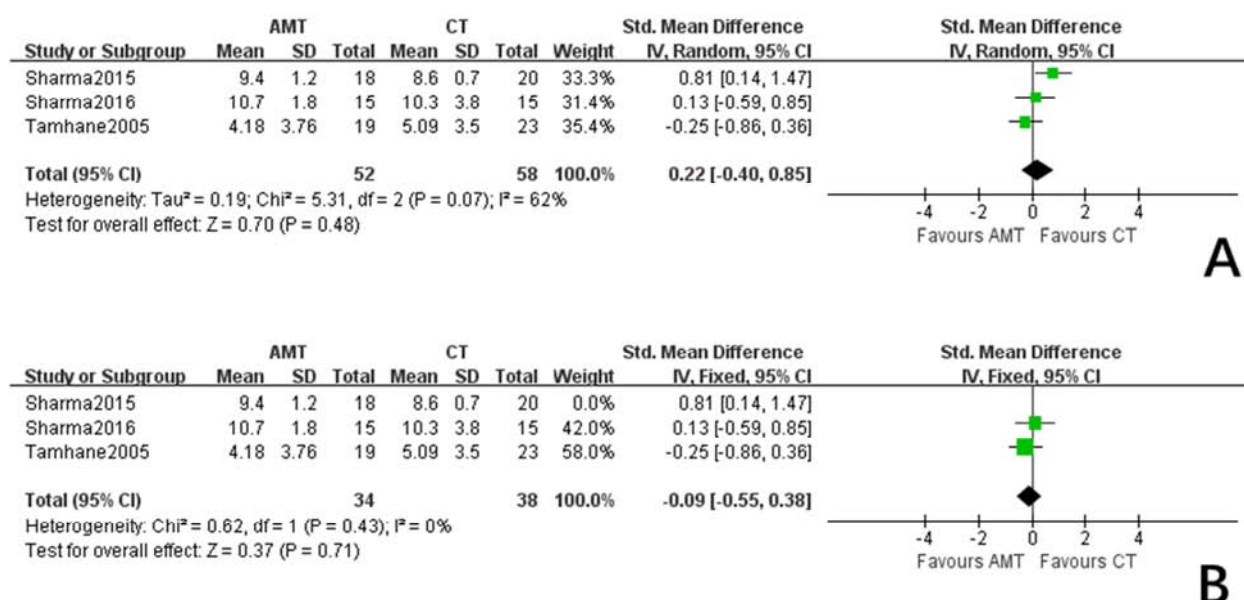 AMT CT Std. Mean Difference Std. Mean Difference
Study or Subgroup Mean SD Total Mean SD Total Weight IV, Random, 95% CI IV, Random, 95% CI
Sharma2015 9.4 1.2 18 8.6 0.7 20 33.3% 0.81 [0.14, 1.47]
Sharma2016 10.7 1.8 15 10.3 3.8 15 31.4% 0.13 [-0.59, 0.85]
Tamhane2005 4.18 3.76 19 5.09 3.5 23 35.4% -0.25 [-0.86, 0.36]
Total (95% CI) 52 58 100.0% 0.22 [-0.40, 0.85]
Heterogeneity: Tau² = 0.19; Chi² = 5.31, df = 2 (P = 0.07); I² = 62%
Test for overall effect: Z = 0.70 (P = 0.48)
-4 -2 0 2 4
Favours AMT Favours CT
A
AMT CT Std. Mean Difference Std. Mean Difference
Study or Subgroup Mean SD Total Mean SD Total Weight IV, Fixed, 95% CI IV, Fixed, 95% CI
Sharma2015 9.4 1.2 18 8.6 0.7 20 0.0% 0.81 [0.14, 1.47]
Sharma2016 10.7 1.8 15 10.3 3.8 15 42.0% 0.13 [-0.59, 0.85]
Tamhane2005 4.18 3.76 19 5.09 3.5 23 58.0% -0.25 [-0.86, 0.36]
Total (95% CI) 34 38 100.0% -0.09 [-0.55, 0.38]
Heterogeneity: Chi² = 0.62, df = 1 (P = 0.43); I² = 0%
Test for overall effect: Z = 0.37 (P = 0.71)
-4 -2 0 2 4
Favours AMT Favours CT
B